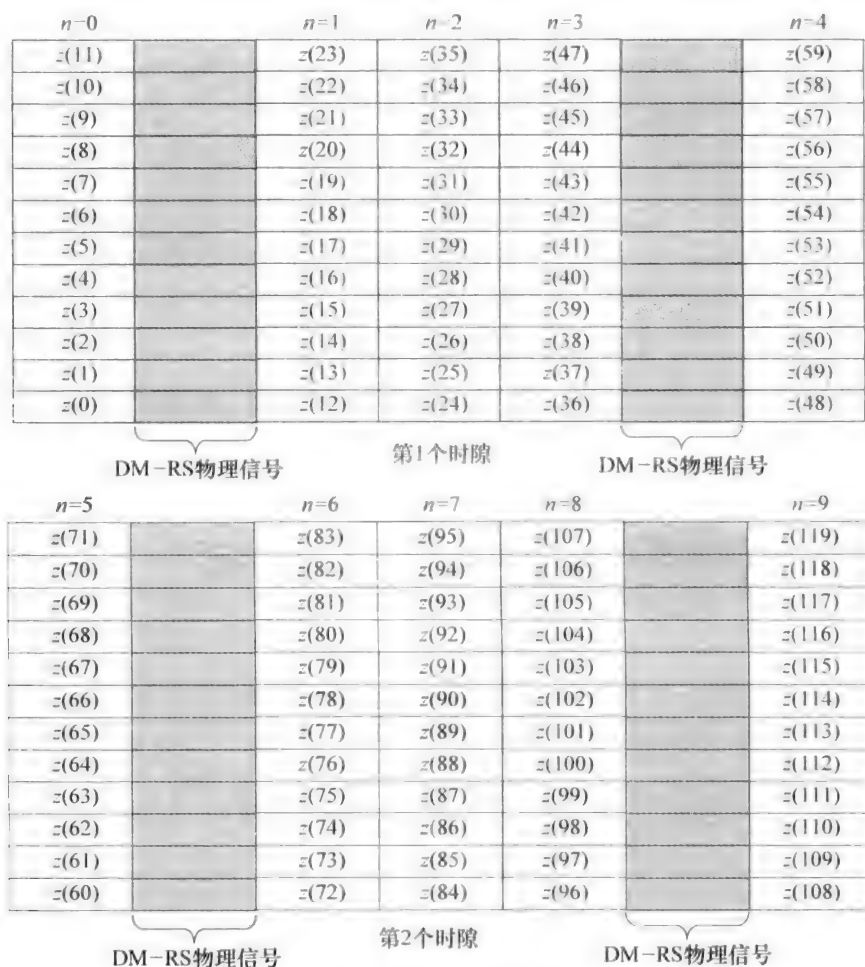 n=0 n=1 n=2 n=3 n=4
z(11) z(23) z(35) z(47) z(59)
z(10) z(22) z(34) z(46) z(58)
z(9) z(21) z(33) z(45) z(57)
z(8) z(20) z(32) z(44) z(56)
z(7) z(19) z(31) z(43) z(55)
z(6) z(18) z(30) z(42) z(54)
z(5) z(17) z(29) z(41) z(53)
z(4) z(16) z(28) z(40) z(52)
z(3) z(15) z(27) z(39) z(51)
z(2) z(14) z(26) z(38) z(50)
z(1) z(13) z(25) z(37) z(49)
z(0) z(12) z(24) z(36) z(48)
DM-RS物理信号 第1个时隙 DM-RS物理信号
n=5 n=6 n=7 n=8 n=9
z(71) z(83) z(95) z(107) z(119)
z(70) z(82) z(94) z(106) z(118)
z(69) z(81) z(93) z(105) z(117)
z(68) z(80) z(92) z(104) z(116)
z(67) z(79) z(91) z(103) z(115)
z(66) z(78) z(90) z(102) z(114)
z(65) z(77) z(89) z(101) z(113)
z(64) z(76) z(88) z(100) z(112)
z(63) z(75) z(87) z(99) z(111)
z(62) z(74) z(86) z(98) z(110)
z(61) z(73) z(85) z(97) z(109)
z(60) z(72) z(84) z(96) z(108)
DM-RS物理信号 第2个时隙 DM-RS物理信号